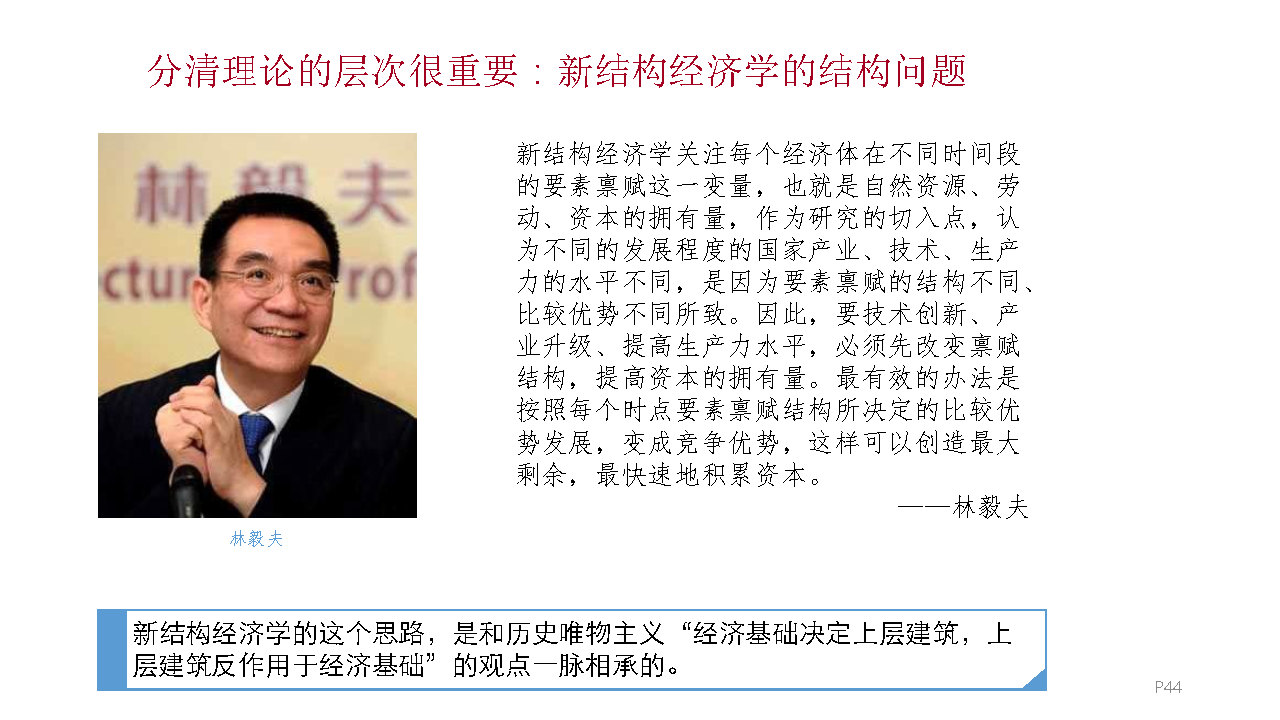 分清理论的层次很重要：新结构经济学的结构问题
林毅夫
ctur Prof
新结构经济学关注每个经济体在不同时间段
的要素禀赋这一变量，也就是自然资源、劳
动、资本的拥有量，作为研究的切入点，认
为不同的发展程度的国家产业、技术、生产
力的水平不同，是因为要素禀赋的结构不同、
比较优势不同所致。因此，要技术创新、产
业升级、提高生产力水平，必须先改变禀赋
结构，提高资本的拥有量。最有效的办法是
按照每个时点要素禀赋结构所决定的比较优
势发展，变成竞争优势，这样可以创造最大
剩余，最快速地积累资本。
——林毅夫
林毅夫
新结构经济学的这个思路，是和历史唯物主义“经济基础决定上层建筑，上
层建筑反作用于经济基础”的观点一脉相承的。
P44